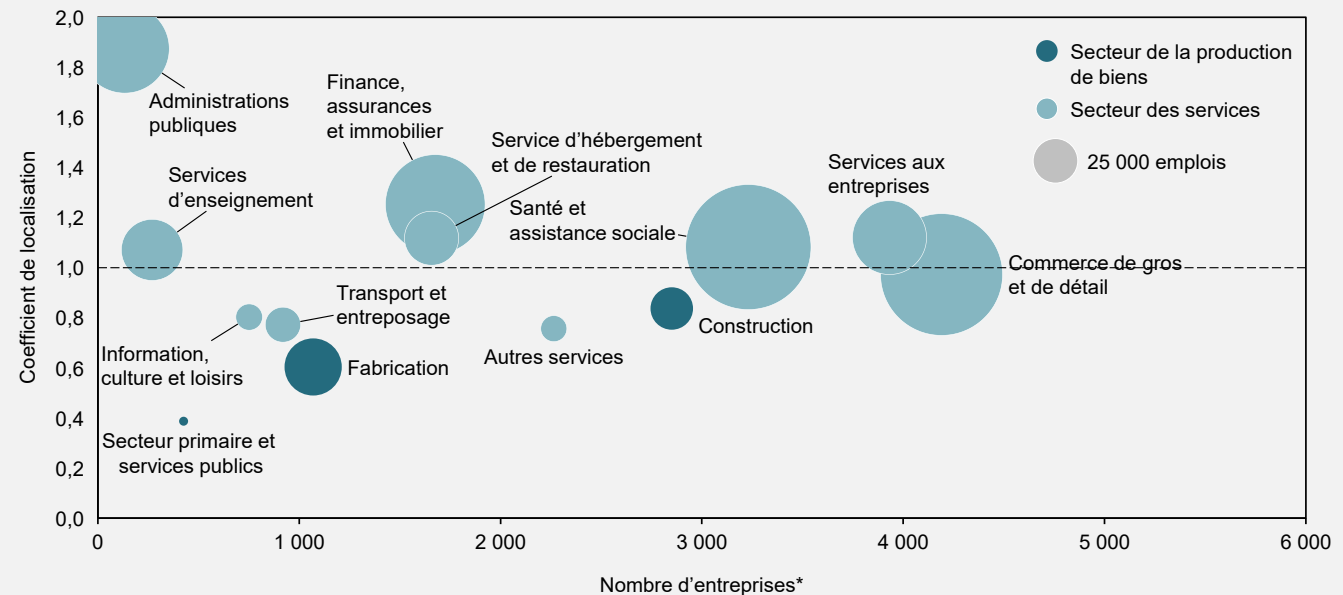 2,0
1,8
1,6
1,4
1,2
1,0
0,8
0,6
0,4
0,2
0,0
Coefficient de localisation
Administrations
publiques
Services
d’enseignement
Finance,
assurances
et immobilier
Service d’hébergement
et de restauration
Santé et
assistance sociale
Services aux
entreprises
Commerce de gros
et de détail
Secteur de la production
de biens
Secteur des services
25 000 emplois
Information,
culture et loisirs
Transport et
entreposage
Fabrication
Autres services
Construction
Secteur primaire et
services publics
0
1 000
2 000
3 000
4 000
5 000
6 000
Nombre d’entreprises*